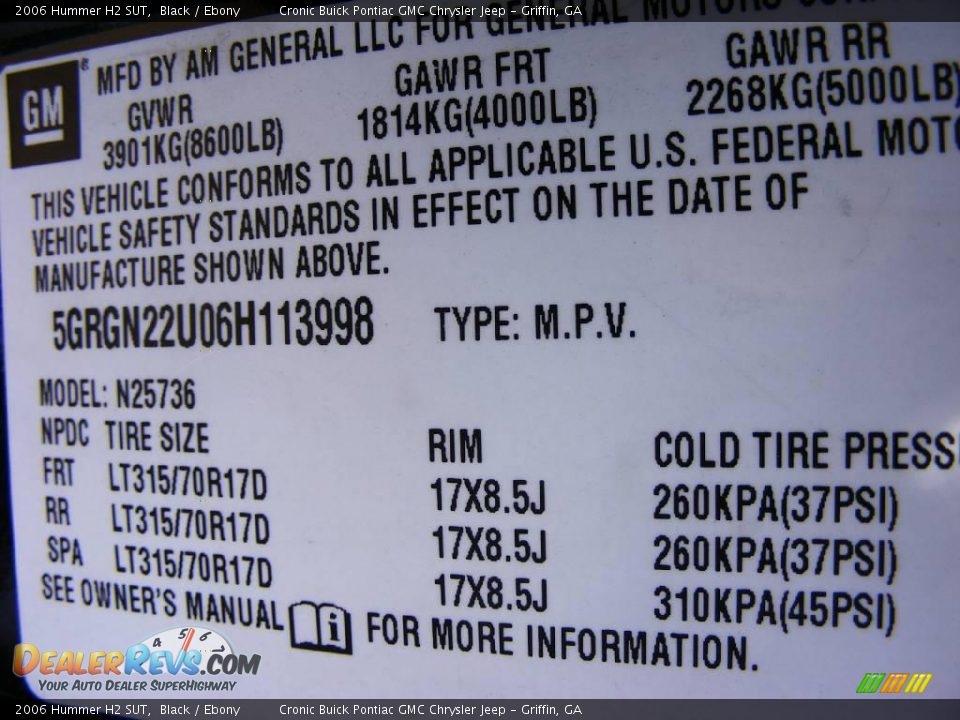 2006 Hummer H2 SUT, Black / Ebony Cronic Buick Pontiac GMC Chrysler Jeep - Griffin, GA
GM ®
MFD BY AM GENERAL LLC FOR GENERAL MOTORS
GVWR GAWR FRT GAWR RR
3901KG(8600LB) 1814KG(4000LB) 2268KG(5000LB)
THIS VEHICLE CONFORMS TO ALL APPLICABLE U.S. FEDERAL MOTO
VEHICLE SAFETY STANDARDS IN EFFECT ON THE DATE OF
MANUFACTURE SHOWN ABOVE.
5GRGN22U06H113998 TYPE: M.P.V.
MODEL: N25736
NPDC TIRE SIZE RIM COLD TIRE PRESS
FRT LT315/70R17D 17X8.5J 260KPA(37PSI)
RR LT315/70R17D 17X8.5J 260KPA(37PSI)
SPA LT315/70R17D 17X8.5J 310KPA(45PSI)
SEE OWNER'S MANUAL i FOR MORE INFORMATION.
4 5 6
DEALERREVS.COM
YOUR AUTO DEALER SUPERHIGHWAY
2006 Hummer H2 SUT, Black / Ebony Cronic Buick Pontiac GMC Chrysler Jeep - Griffin, GA